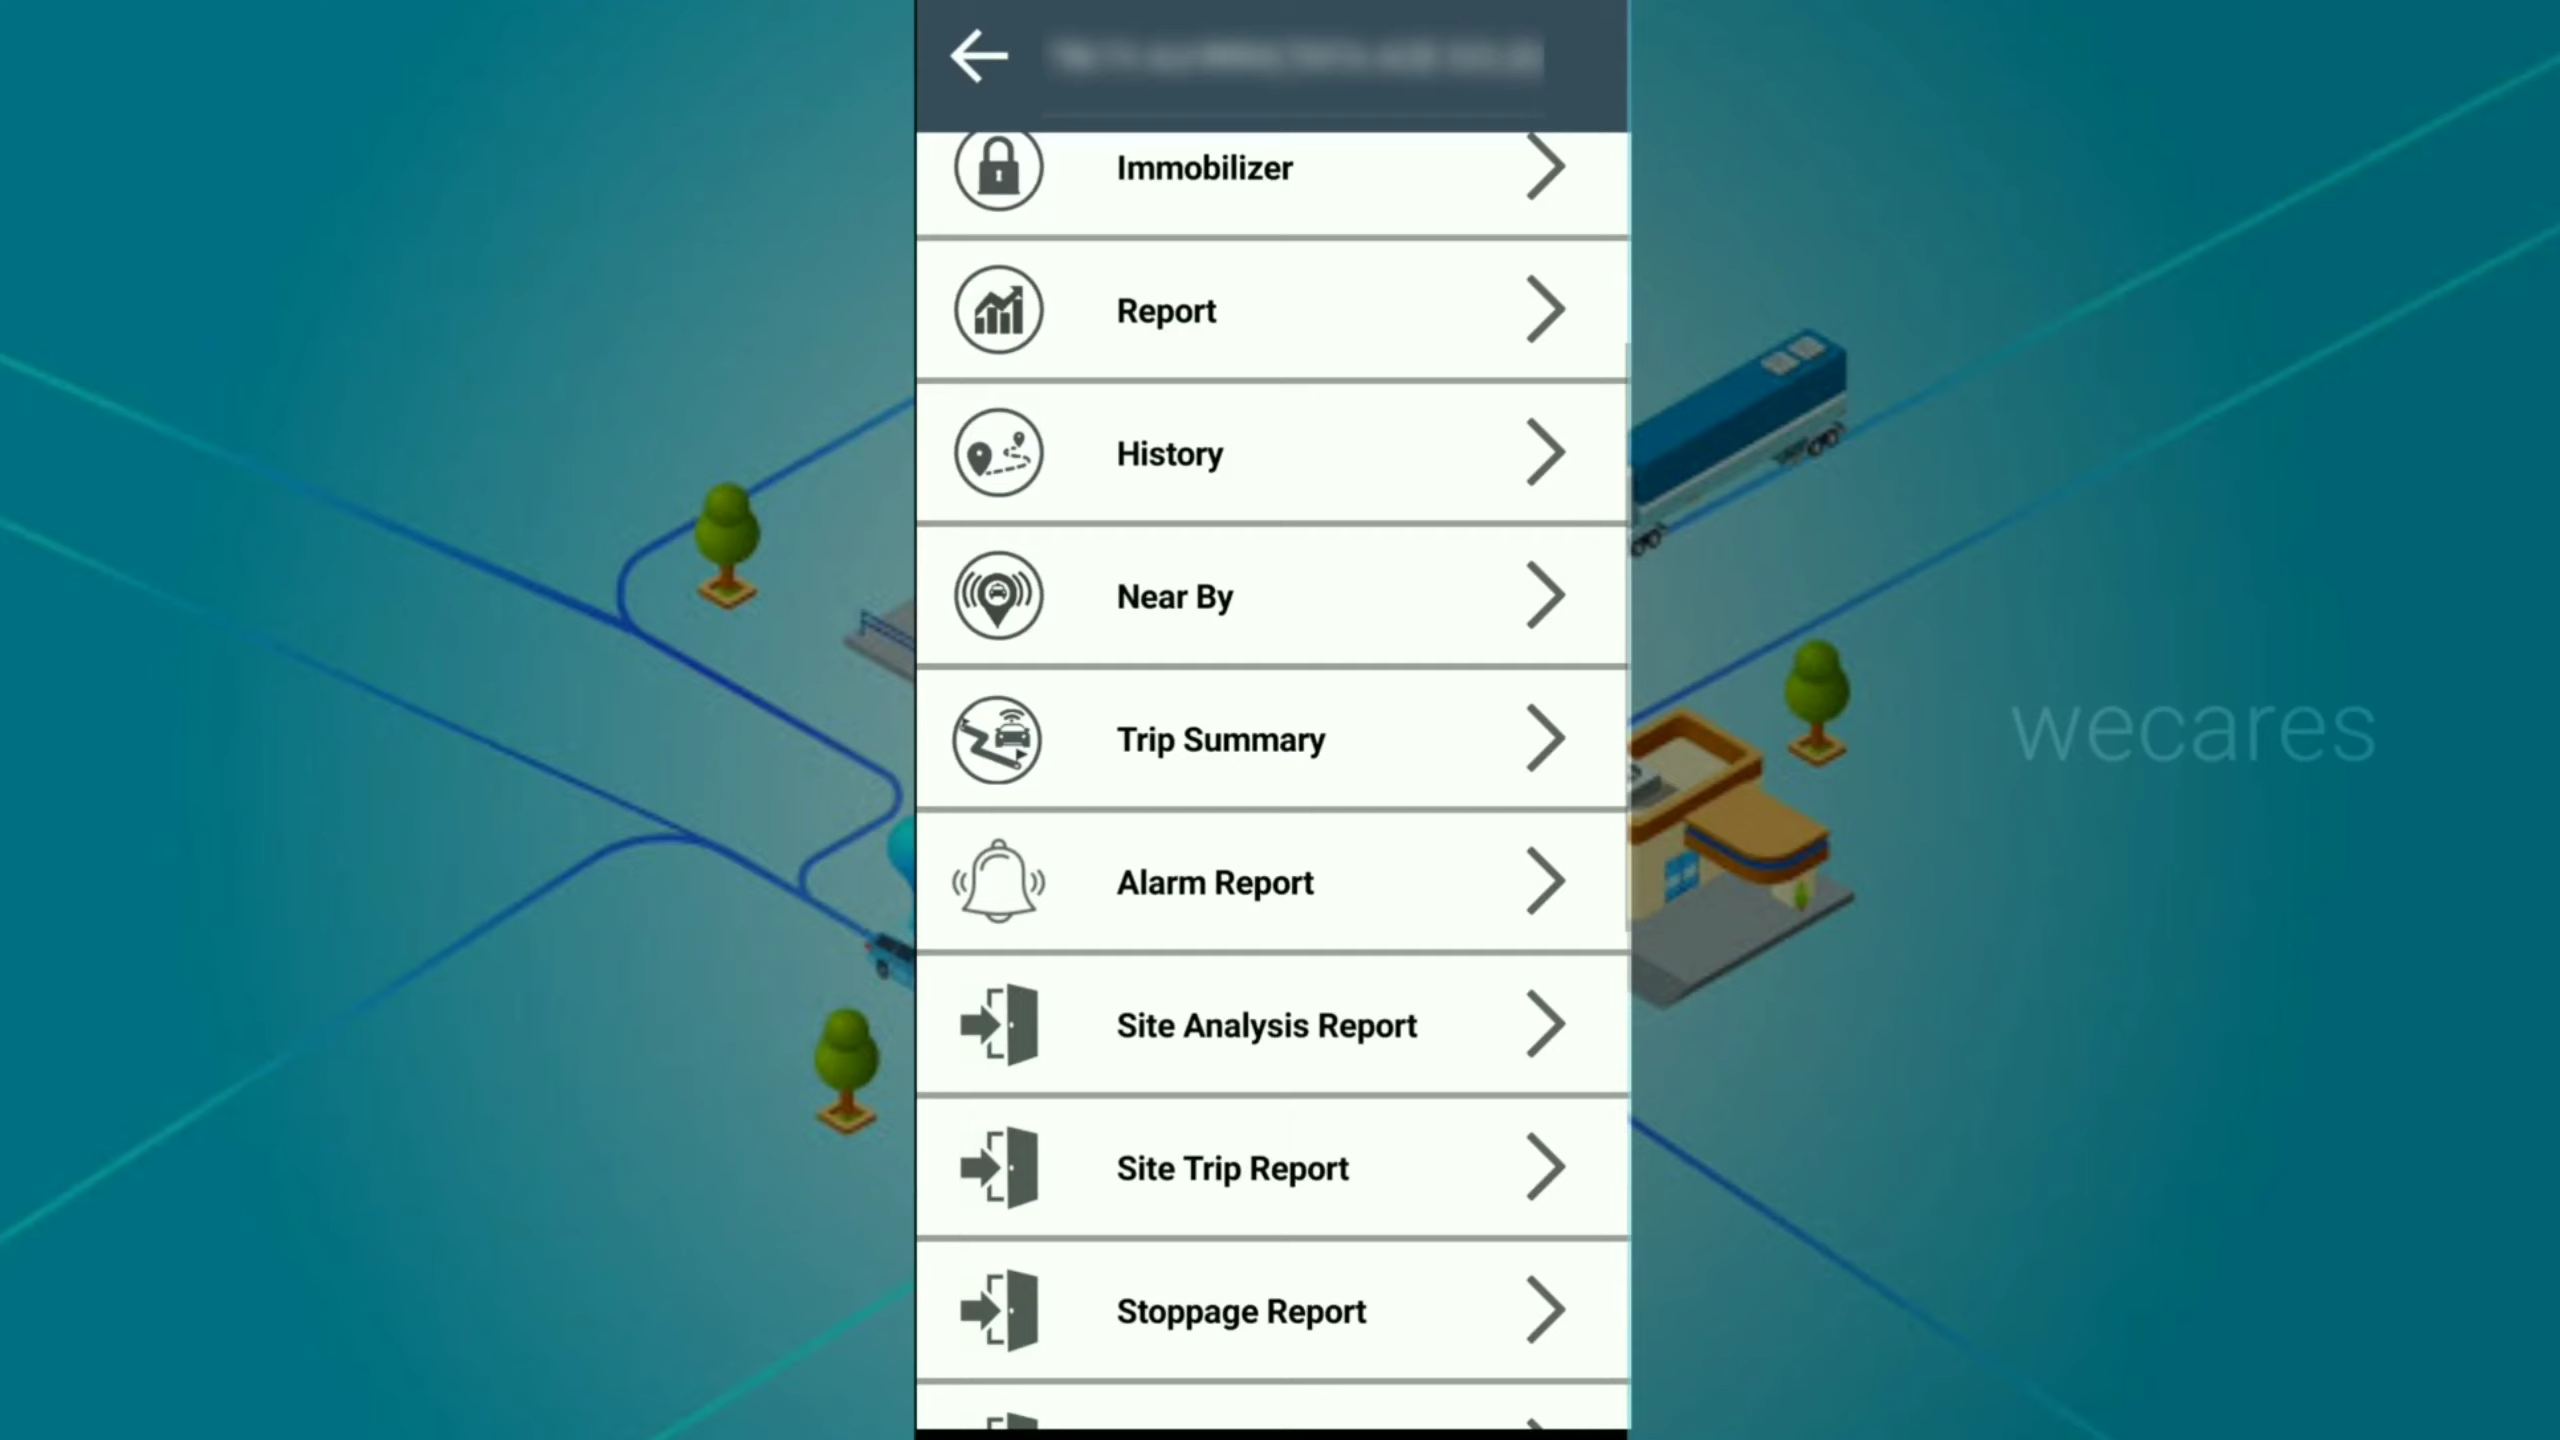 Immobilizer
Report
History
Near By
Trip Summary
wecares
Alarm Report
Site Analysis Report
Site Trip Report
Stoppage Report